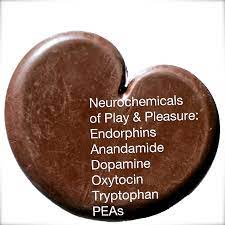 Neurochemicals
of Play & Pleasure:
Endorphins
Anandamide
Dopamine
Oxytocin
Tryptophan
PEAs